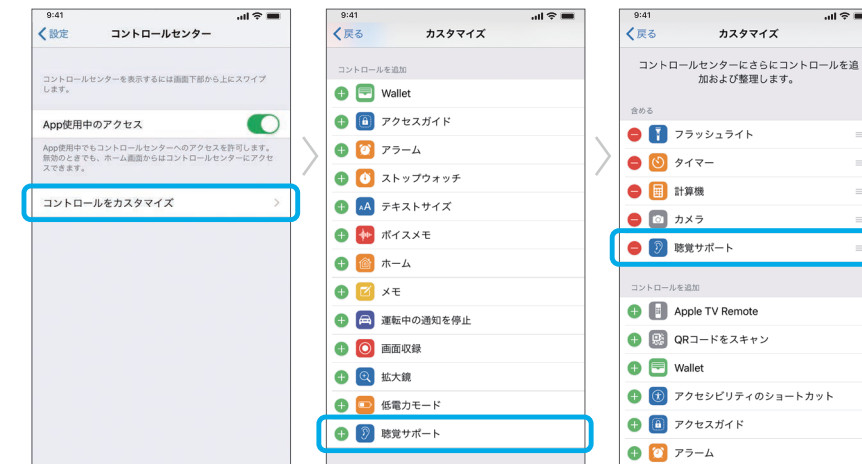 9:41
設定
コントロールセンター
コントロールセンターを表示するには画面下部から上にスワイプ
します。
App使用中のアクセス
App使用中でもコントロールセンターへのアクセスを許可します。
無効のときでも、ホーム画面からはコントロールセンターにアクセ
スできます。
コントロールをカスタマイズ
9:41
戻る
カスタマイズ
コントロールを追加
Wallet
アクセスガイド
アラーム
ストップウォッチ
AA テキストサイズ
ボイスメモ
ホーム
メモ
運転中の通知を停止
画面収録
拡大鏡
低電力モード
聴覚サポート
9:41
戻る
カスタマイズ
コントロールセンターにさらにコントロールを追
加および整理します。
含める
フラッシュライト
タイマー
計算機
カメラ
聴覚サポート
コントロールを追加
Apple TV Remote
QRコードをスキャン
Wallet
アクセシビリティのショートカット
アクセスガイド
アラーム